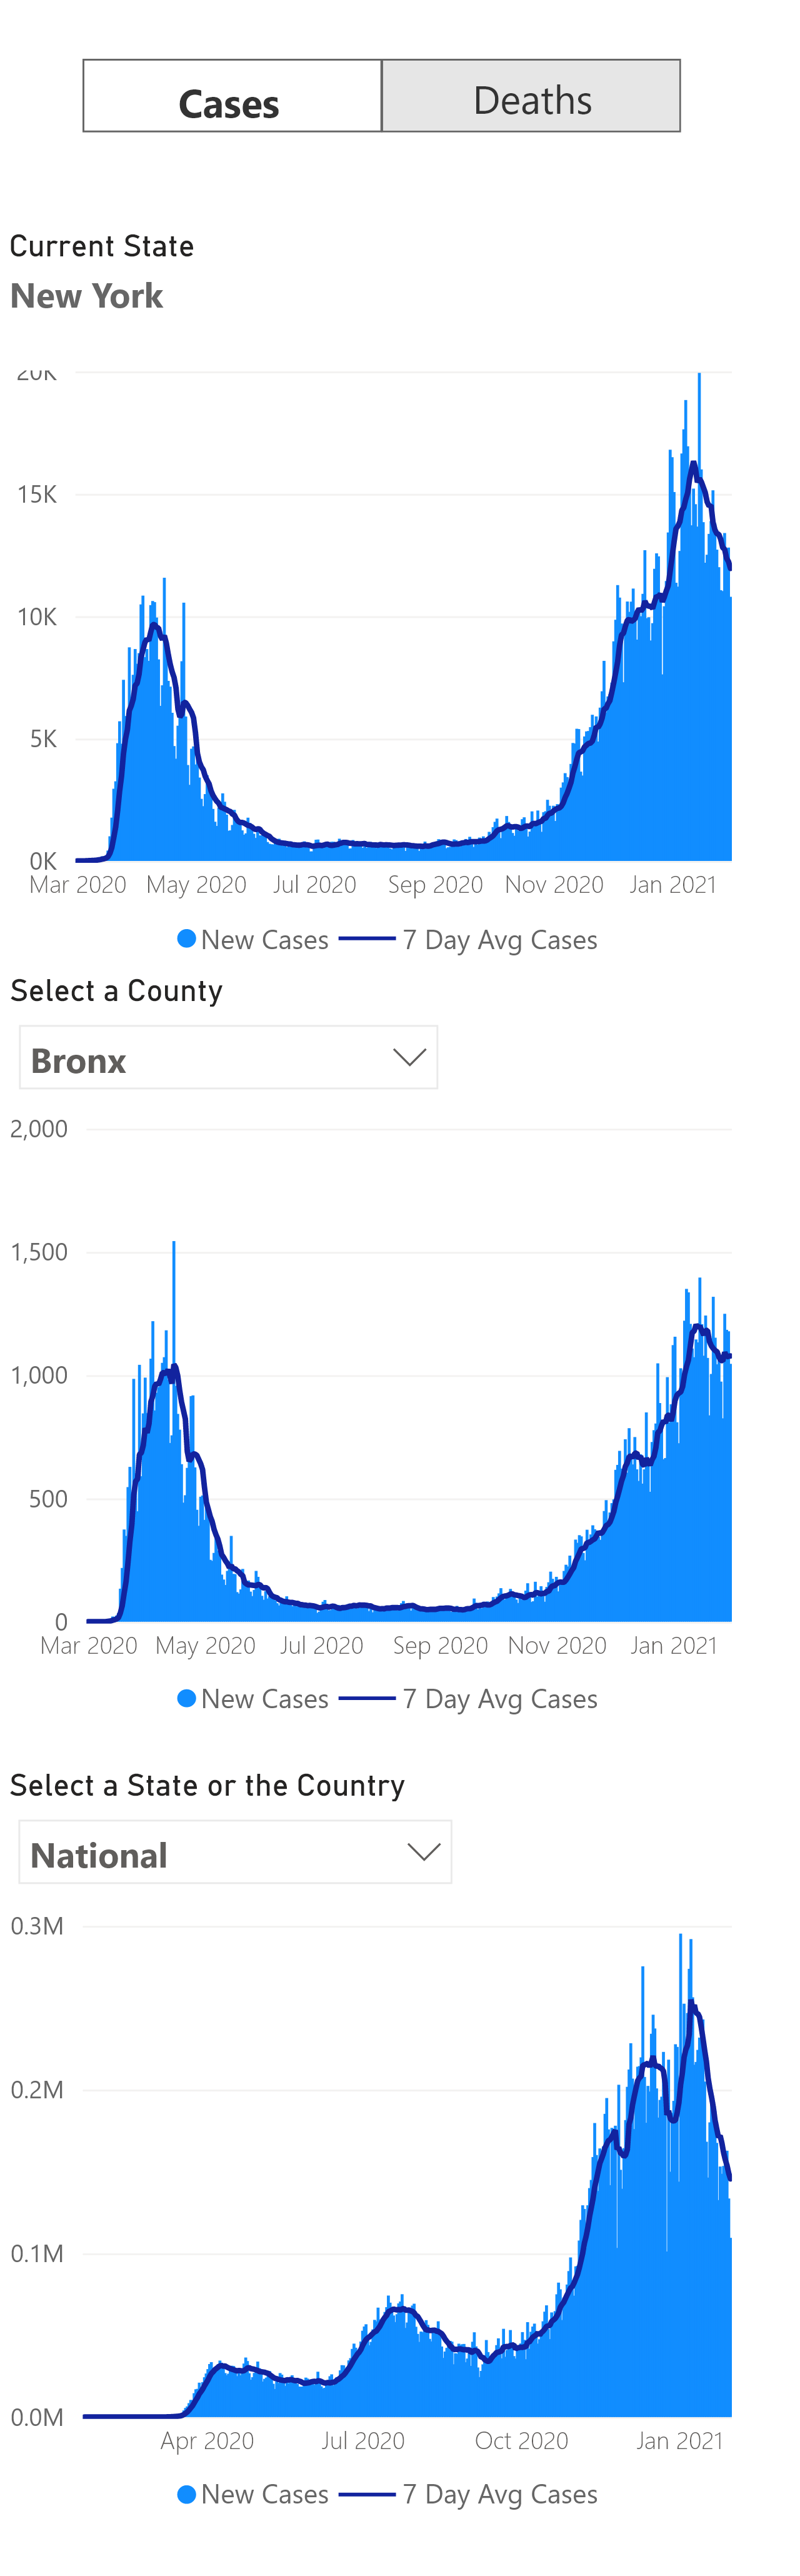 Cases Deaths
Current State
New York
20K
15K
10K
5K
0K
Mar 2020 May 2020 Jul 2020 Sep 2020 Nov 2020 Jan 2021
New Cases 7 Day Avg Cases
Select a County
Bronx
2,000
1,500
1,000
500
0
Mar 2020 May 2020 Jul 2020 Sep 2020 Nov 2020 Jan 2021
New Cases 7 Day Avg Cases
Select a State or the Country
National
0.3M
0.2M
0.1M
0.0M
Apr 2020 Jul 2020 Oct 2020 Jan 2021
New Cases 7 Day Avg Cases